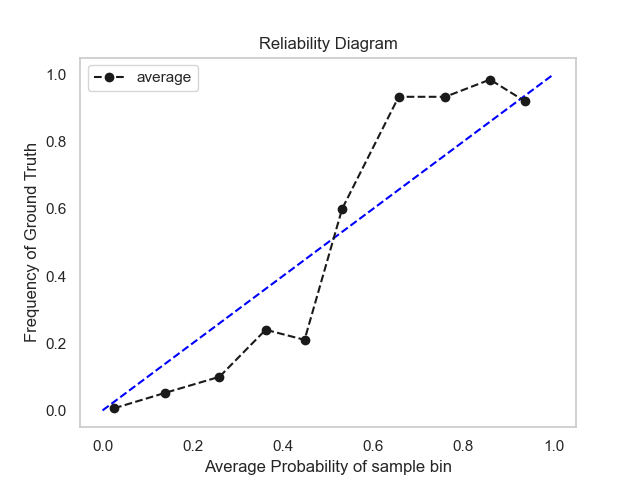 Reliability Diagram
average
Frequency of Ground Truth
1.0
0.8
0.6
0.4
0.2
0.0
0.0 0.2 0.4 0.6 0.8 1.0
Average Probability of sample bin